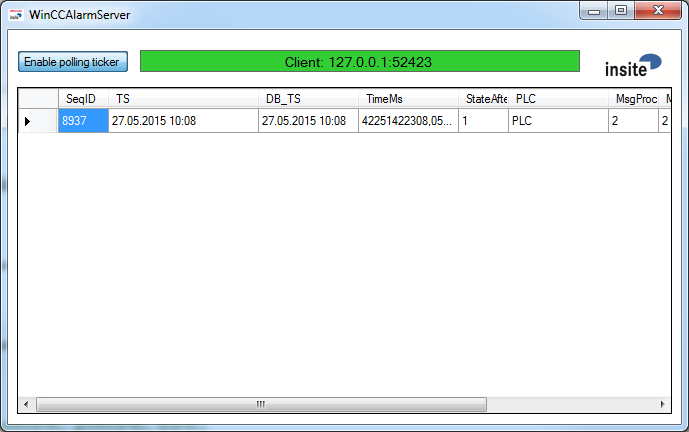 WinCCAlarmServer
Enable polling ticker
Client: 127.0.0.1:52423
insite
SeqID TS DB_TS TimeMs StateAfte PLC MsgProc
8937 27.05.2015 10:08 27.05.2015 10:08 42251422308,05... 1 PLC 2 2